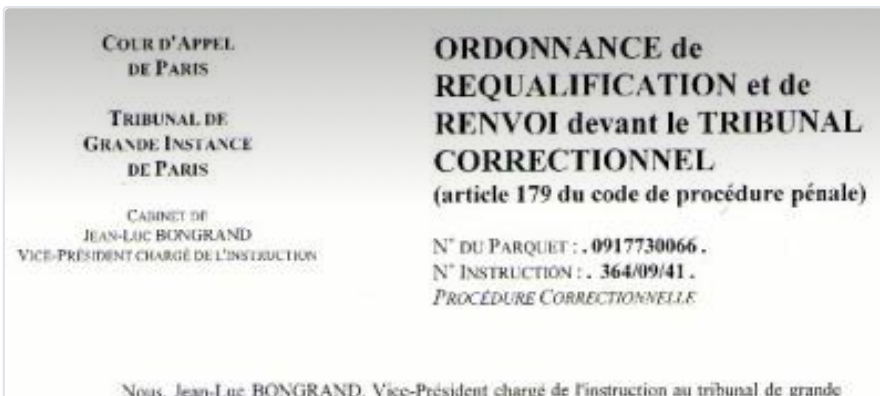 COUR D'APPEL
DE PARIS
TRIBUNAL DE
GRANDE INSTANCE
DE PARIS
CABINET DE
JEAN-LUC BONGRAND
VICE-PRÉSIDENT CHARGÉ DE L'INSTRUCTION
ORDONNANCE de
REQUALIFICATION et de
RENVOI devant le TRIBUNAL
CORRECTIONNEL
(article 179 du code de procédure pénale)
N° DU PARQUET : . 0917730066 .
N° INSTRUCTION : . 364/09/41 .
PROCÉDURE CORRECTIONNELLE
Nous, Jean-Luc BONGRAND, Vice-Président chargé de l'instruction au tribunal de grande